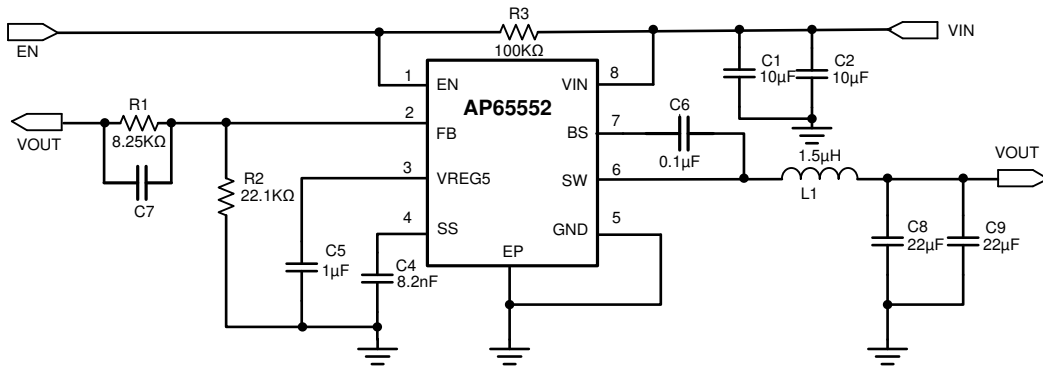 R3
EN
100KΩ
VIN
1
EN
VIN
8
C1
10µF
C2
10µF
AP65552
R1
2
C6
7
VOUT
8.25KΩ
FB
BS
0.1µF
1.5µH
VOUT
C7
R2
22.1KΩ
3
VREG5
SW
6
L1
4
SS
GND
5
C8
22µF
C9
22µF
C5
1µF
C4
8.2nF
EP